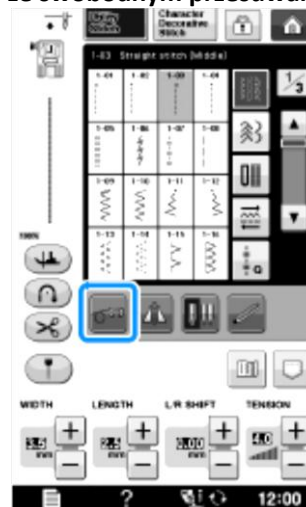 ze swobodnym przesuwa
Character
Decorative
Stitch
1-03 Straight stitch (Middle)
1-01 1-02 1-03 1-04
1/3
1-05 1-06 1-07 1-08
1-09 1-10 1-11 1-12
1-13 1-14 1-15 1-16
100%
Q
WIDTH LENGTH L/R SHIFT TENSION
3.5 mm + − 2.5 mm + − 0.00 mm + − 4.0 + −
? 12:00